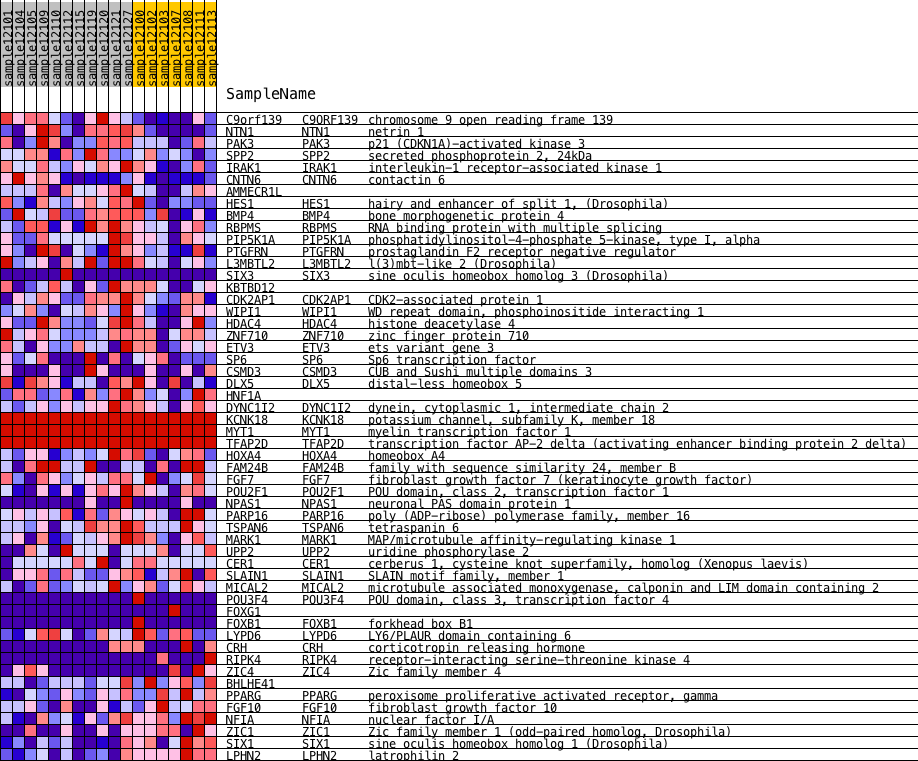 sample12101
sample12104
sample12105
sample12109
sample12110
sample12112
sample12115
sample12119
sample12120
sample12121
sample12127
sample12100
sample12102
sample12103
sample12107
sample12108
sample12111
sample12113
SampleName
C9orf139 C9ORF139 chromosome 9 open reading frame 139
NTN1 NTN1 netrin 1
PAK3 PAK3 p21 (CDKN1A)-activated kinase 3
SPP2 SPP2 secreted phosphoprotein 2, 24kDa
IRAK1 IRAK1 interleukin-1 receptor-associated kinase 1
CNTN6 CNTN6 contactin 6
AMMECR1L
HES1 HES1 hairy and enhancer of split 1, (Drosophila)
BMP4 BMP4 bone morphogenetic protein 4
RBPMS RBPMS RNA binding protein with multiple splicing
PIP5K1A PIP5K1A phosphatidylinositol-4-phosphate 5-kinase, type I, alpha
PTGFRN PTGFRN prostaglandin F2 receptor negative regulator
L3MBTL2 L3MBTL2 l(3)mbt-like 2 (Drosophila)
SIX3 SIX3 sine oculis homeobox homolog 3 (Drosophila)
KBTBD12
CDK2AP1 CDK2AP1 CDK2-associated protein 1
WIPI1 WIPI1 WD repeat domain, phosphoinositide interacting 1
HDAC4 HDAC4 histone deacetylase 4
ZNF710 ZNF710 zinc finger protein 710
ETV3 ETV3 ets variant gene 3
SP6 SP6 Sp6 transcription factor
CSMD3 CSMD3 CUB and Sushi multiple domains 3
DLX5 DLX5 distal-less homeobox 5
HNF1A
DYNC1I2 DYNC1I2 dynein, cytoplasmic 1, intermediate chain 2
KCNK18 KCNK18 potassium channel, subfamily K, member 18
MYT1 MYT1 myelin transcription factor 1
TFAP2D TFAP2D transcription factor AP-2 delta (activating enhancer binding protein 2 delta)
HOXA4 HOXA4 homeobox A4
FAM24B FAM24B family with sequence similarity 24, member B
FGF7 FGF7 fibroblast growth factor 7 (keratinocyte growth factor)
POU2F1 POU2F1 POU domain, class 2, transcription factor 1
NPAS1 NPAS1 neuronal PAS domain protein 1
PARP16 PARP16 poly (ADP-ribose) polymerase family, member 16
TSPAN6 TSPAN6 tetraspanin 6
MARK1 MARK1 MAP/microtubule affinity-regulating kinase 1
UPP2 UPP2 uridine phosphorylase 2
CER1 CER1 cerberus 1, cysteine knot superfamily, homolog (Xenopus laevis)
SLAIN1 SLAIN1 SLAIN motif family, member 1
MICAL2 MICAL2 microtubule associated monoxygenase, calponin and LIM domain containing 2
POU3F4 POU3F4 POU domain, class 3, transcription factor 4
FOXG1
FOXB1 FOXB1 forkhead box B1
LYPD6 LYPD6 LY6/PLAUR domain containing 6
CRH CRH corticotropin releasing hormone
RIPK4 RIPK4 receptor-interacting serine-threonine kinase 4
ZIC4 ZIC4 Zic family member 4
BHLHE41
PPARG PPARG peroxisome proliferative activated receptor, gamma
FGF10 FGF10 fibroblast growth factor 10
NFIA NFIA nuclear factor I/A
ZIC1 ZIC1 Zic family member 1 (odd-paired homolog, Drosophila)
SIX1 SIX1 sine oculis homeobox homolog 1 (Drosophila)
LPHN2 LPHN2 latrophilin 2